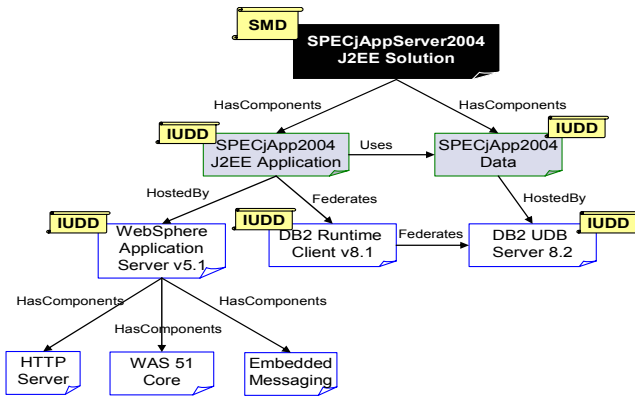 SMD
SPECjAppServer2004
J2EE Solution
HasComponents
HasComponents
IUDD
IUDD
SPECjApp2004
J2EE Application
Uses
SPECjApp2004
Data
HostedBy
Federates
HostedBy
IUDD
IUDD
IUDD
WebSphere
Application
Server v5.1
DB2 Runtime
Client v8.1
Federates
DB2 UDB
Server 8.2
HasComponents
HasComponents
HasComponents
HTTP
Server
WAS 51
Core
Embedded
Messaging